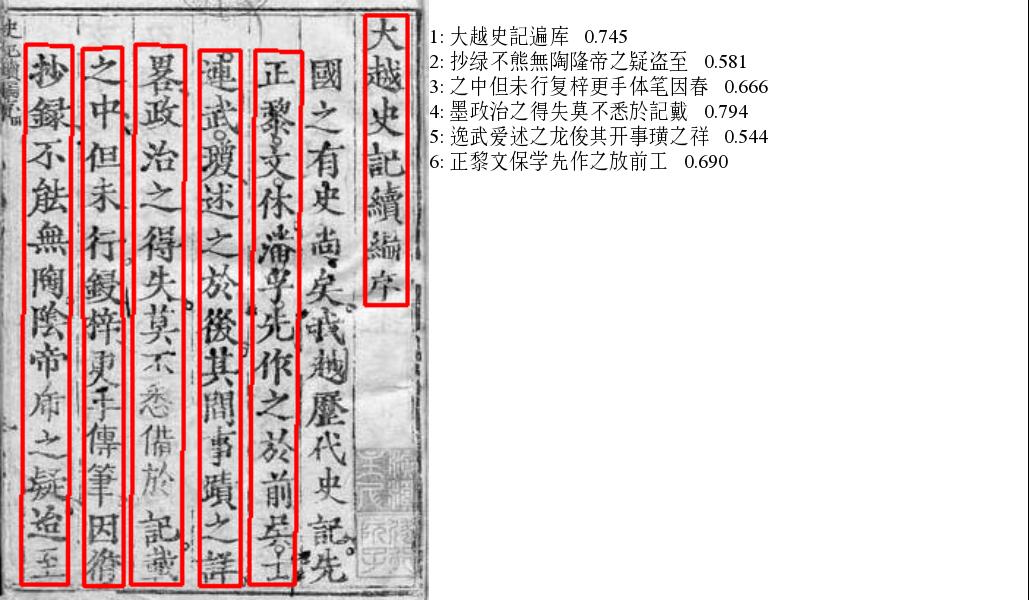 大越史記續編序
國之有史尚矣我越歷代史記先
正黎文休潘孚先作之於前吳士
連武瓊述之於後其間事蹟之詳
畧政治之得失莫不悉備於記載
之中但未行鋟梓更手傳筆因循
抄録不能無陶陰帝虎之疑迨至
1: 大越史記遍库 0.745
2: 抄绿不熊無陶隆帝之疑盗至 0.581
3: 之中但未行复梓更手体笔因春 0.666
4: 墨政治之得失莫不悉於記戴 0.794
5: 逸武爱述之龙俊其开事璜之祥 0.544
6: 正黎文保学先作之放前工 0.690